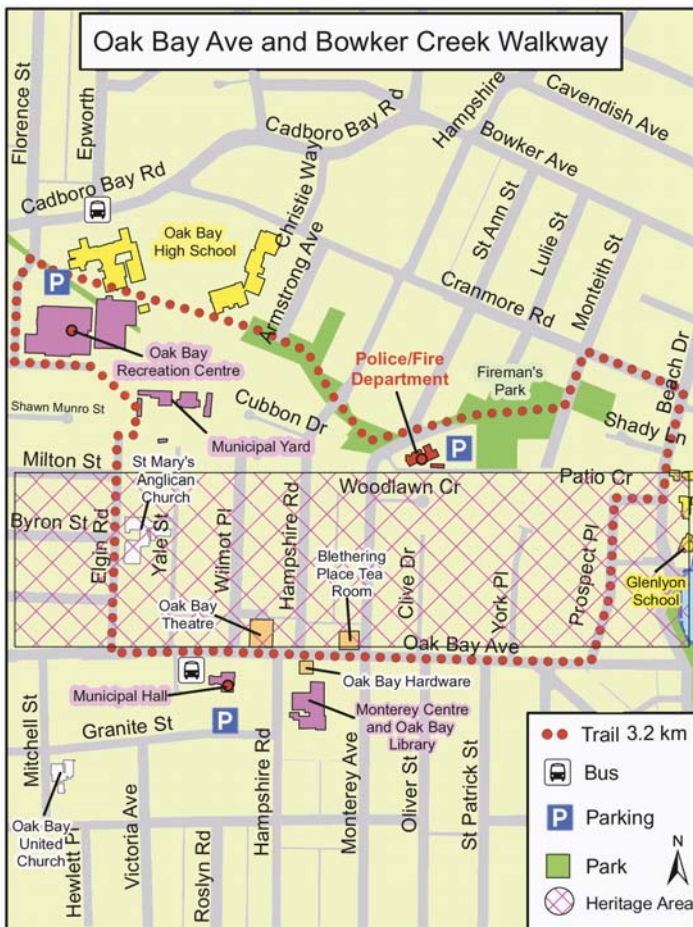 Oak Bay Ave and Bowker Creek Walkway
Florence St
Epworth
Cadboro Bay Rd
Cadboro Bay Rd
Hampshire
Cavendish Ave
Bowker Ave
Christie Way
Oak Bay
High School
Armstrong Ave
St Ann St
Lulie St
Monteith St
Cranmore Rd
P
Oak Bay
Recreation Centre
Police/Fire
Department
Fireman's
Park
Beach Dr
Shady Ln
Shawn Munro St
Municipal Yard
Cubbon Dr
P
Milton St
St Mary's
Anglican
Church
Woodlawn Cr
Patio Cr
Byron St
Elgin Rd
Yale St
Wilmot Pl
Hampshire Rd
Blethering
Place Tea
Room
Clive Dr
York Pl
Prospect Pl
Glenlyon
School
Oak Bay
Theatre
Oak Bay Ave
Oak Bay Hardware
Municipal Hall
Monterey Centre
and Oak Bay
Library
Mitchell St
Granite St
P
Oak Bay
United
Church
Hewlett Pl
Victoria Ave
Roslyn Rd
Hampshire Rd
Monterey Ave
Oliver St
St Patrick St
Trail 3.2 km
Bus
P Parking
Park
N
Heritage Area